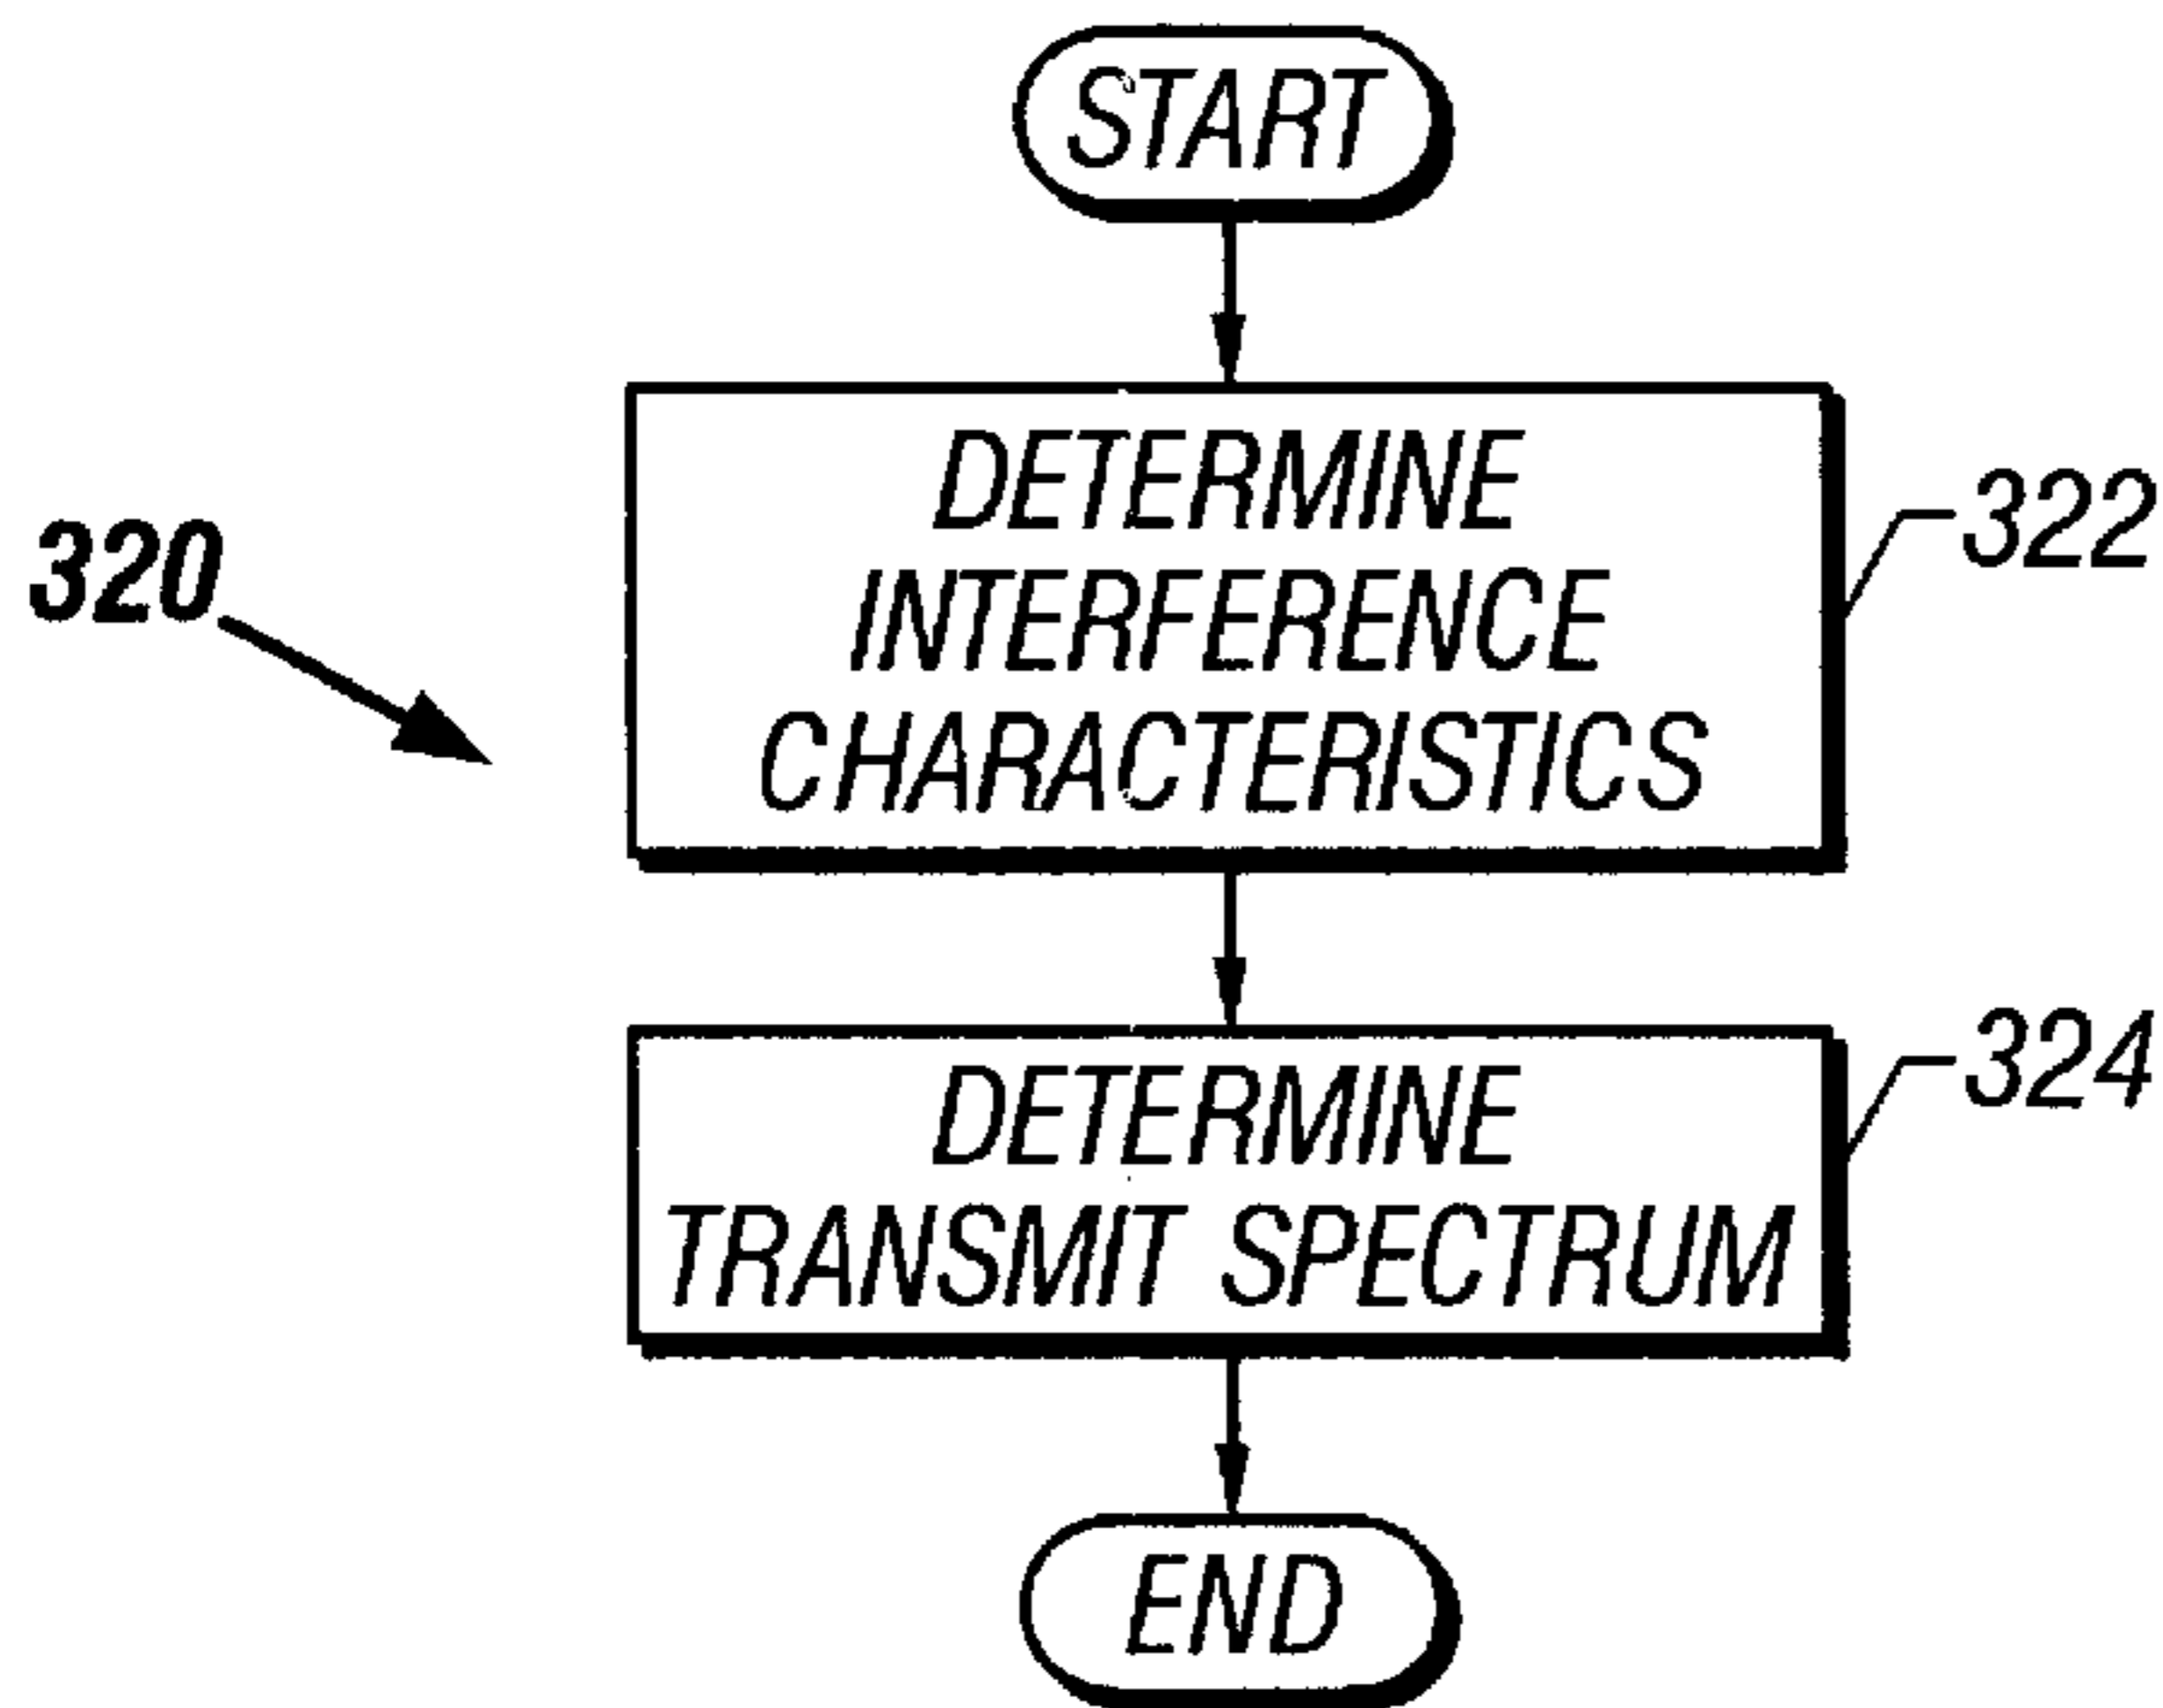 START
DETERMINE
INTERFERENCE
CHARACTERISTICS
322
320
DETERMINE
TRANSMIT SPECTRUM
324
END